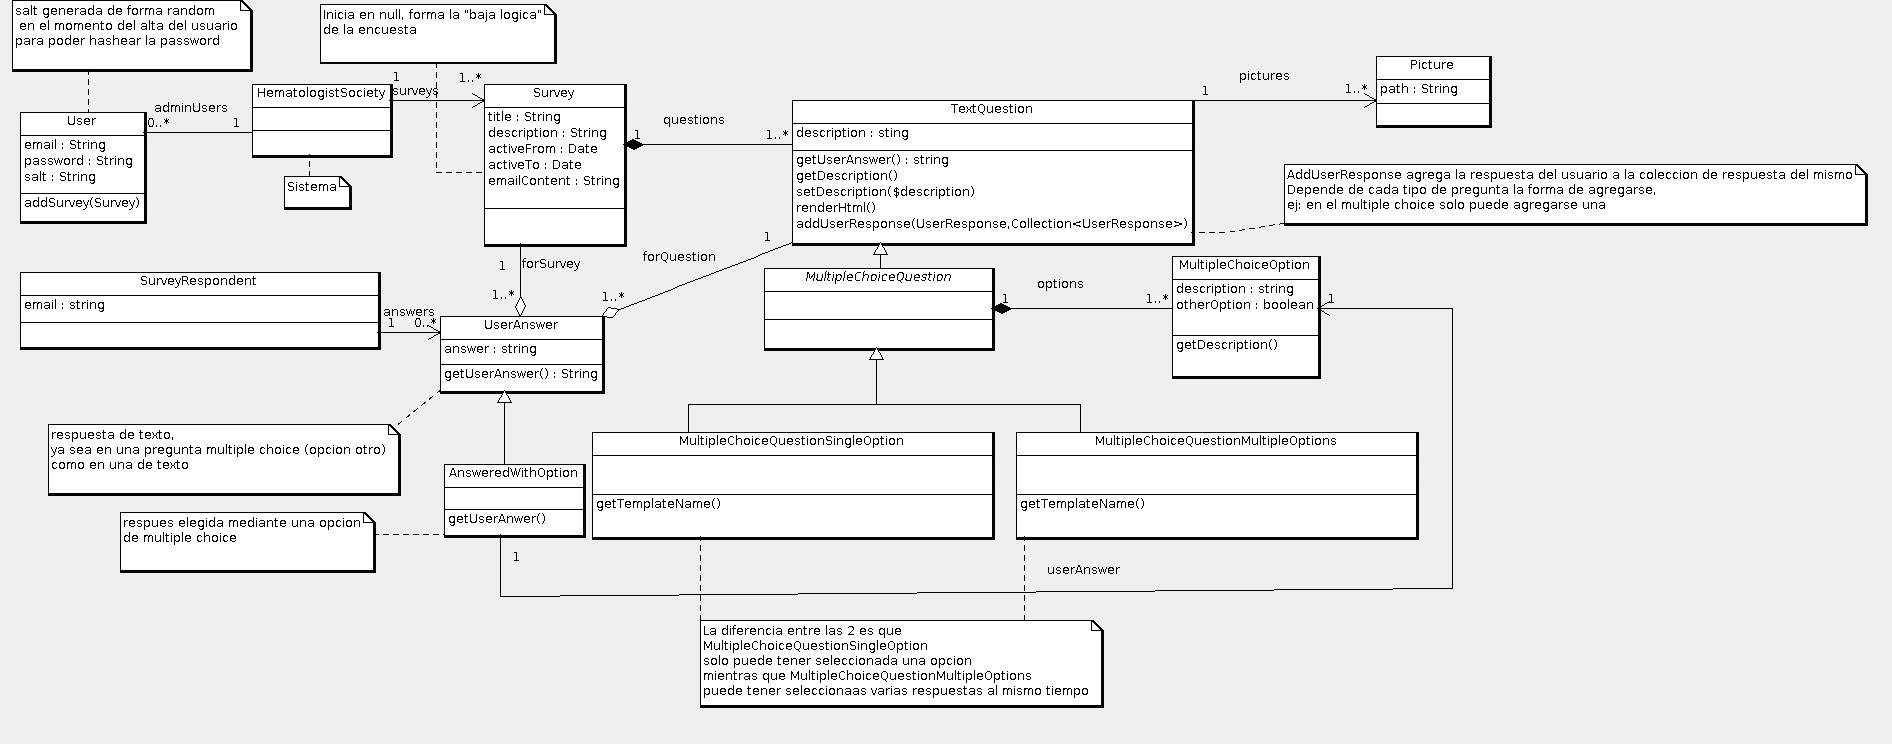 salt generada de forma random
en el momento del alta del usuario
para poder hashear la password
Inicia en null, forma la "baja logica"
de la encuesta
User
email : String
password : String
salt : String
addSurvey(Survey)
adminUsers
0..*
1
HematologistSociety
Sistema
1
surveys
1..*
Survey
title : String
description : String
activeFrom : Date
activeTo : Date
emailContent : String
questions
1
1..*
TextQuestion
description : sting
getUserAnswer() : string
getDescription()
setDescription($description)
renderHtml()
addUserResponse(UserResponse,Collection<UserResponse>)
pictures
1
1..*
Picture
path : String
AddUserResponse agrega la respuesta del usuario a la coleccion de respuesta del mismo
Depende de cada tipo de pregunta la forma de agregarse,
ej: en el multiple choice solo puede agregarse una
1
forSurvey
1..*
forQuestion
1
1..*
SurveyRespondent
email : string
answers
1
0..*
UserAnswer
answer : string
getUserAnswer() : String
MultipleChoiceQuestion
options
1
1..*
MultipleChoiceOption
description : string
otherOption : boolean
getDescription()
1
respuesta de texto,
ya sea en una pregunta multiple choice (opcion otro)
como en una de texto
AnsweredWithOption
getUserAnwer()
1
respues elegida mediante una opcion
de multiple choice
MultipleChoiceQuestionSingleOption
getTemplateName()
MultipleChoiceQuestionMultipleOptions
getTemplateName()
userAnswer
La diferencia entre las 2 es que
MultipleChoiceQuestionSingleOption
solo puede tener seleccionada una opcion
mientras que MultipleChoiceQuestionMultipleOptions
puede tener seleccionaas varias respuestas al mismo tiempo